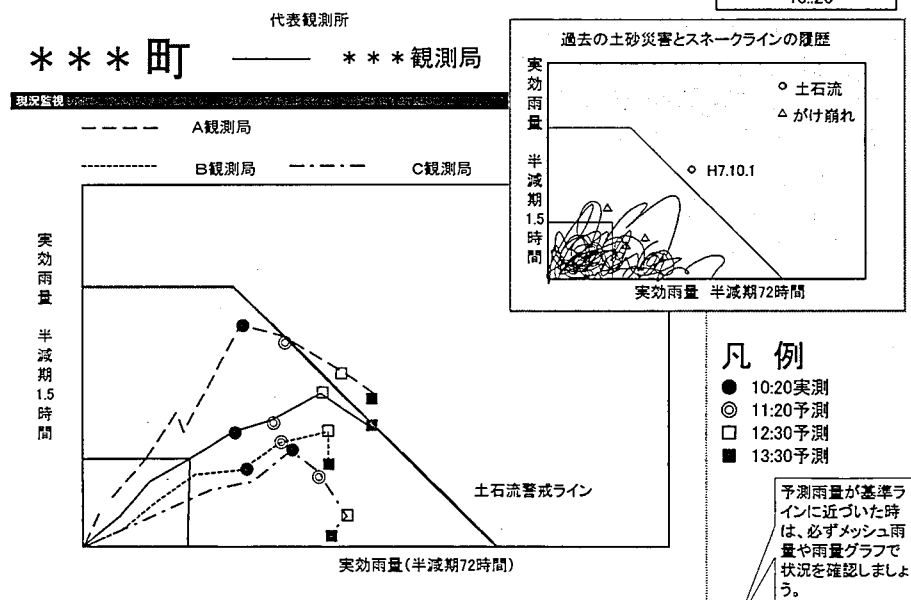 代表観測所
＊＊＊町
＊＊＊観測局
現況監視
A観測局
B観測局
C観測局
実効雨量 半減期1.5時間
土石流警戒ライン
実効雨量(半減期72時間)
過去の土砂災害とスネークラインの履歴
実効雨量 半減期1.5時間
土石流
がけ崩れ
H7.10.1
実効雨量 半減期72時間
凡 例
10:20実測
11:20予測
12:30予測
13:30予測
予測雨量が基準ラ
インに近づいた時
は、必ずメッシュ雨
量や雨量グラフで
状況を確認しましょ
う。